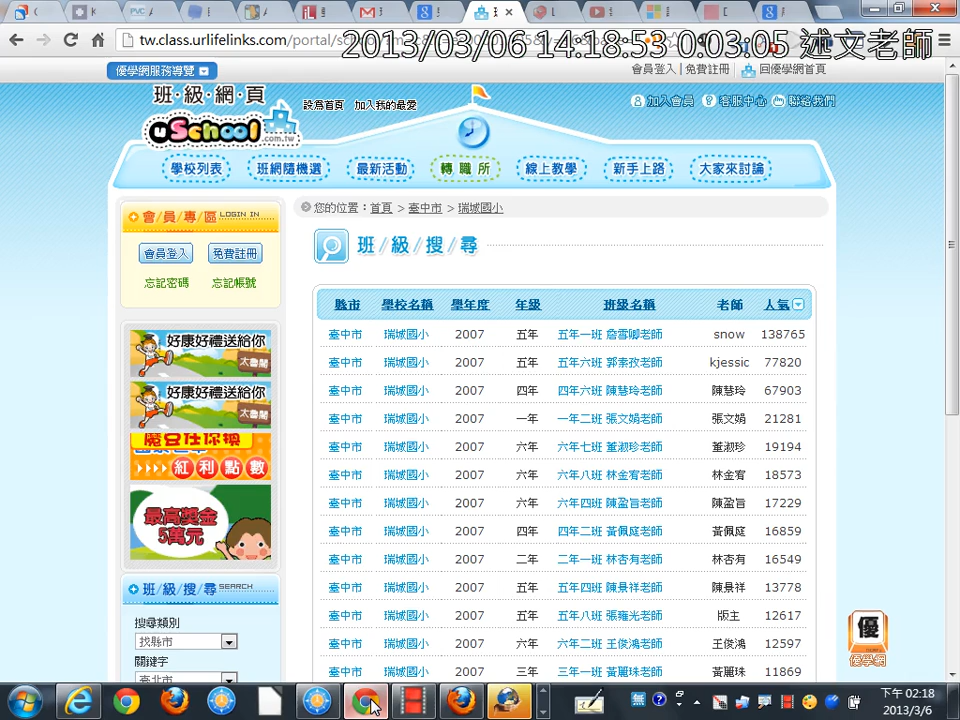 tw.class.urlifelinks.com/portal/sc
2013/03/06 14:18:53 0:03:05 述文老師
優學網服務導覽
會員登入 | 免費註冊 回優學網首頁
班‧級‧網‧頁
設為首頁 加入我的最愛
加入會員 客服中心 聯絡我們
uSchool.com.tw
學校列表 班網隨機選 最新活動 轉職所 線上教學 新手上路 大家來討論
會/員/專/區 LOGIN IN
您的位置：首頁 > 臺中市 > 瑞城國小
會員登入 免費註冊
班/級/搜/尋
忘記密碼 忘記帳號
縣市 學校名稱 學年度 年級 班級名稱 老師 人氣
臺中市 瑞城國小 2007 五年 五年一班 詹雪卿老師 snow 138765
臺中市 瑞城國小 2007 五年 五年六班 郭素孜老師 kjessic 77820
臺中市 瑞城國小 2007 四年 四年六班 陳慧玲老師 陳慧玲 67903
臺中市 瑞城國小 2007 一年 一年二班 張文娟老師 張文娟 21281
臺中市 瑞城國小 2007 六年 六年七班 董淑珍老師 董淑珍 19194
臺中市 瑞城國小 2007 六年 六年八班 林金宥老師 林金宥 18573
臺中市 瑞城國小 2007 六年 六年四班 陳盈旨老師 陳盈旨 17229
臺中市 瑞城國小 2007 四年 四年二班 黃佩庭老師 黃佩庭 16859
臺中市 瑞城國小 2007 二年 二年一班 林杏有老師 林杏有 16549
臺中市 瑞城國小 2007 五年 五年四班 陳景祥老師 陳景祥 13778
臺中市 瑞城國小 2007 五年 五年八班 張雍光老師 版主 12617
臺中市 瑞城國小 2007 六年 六年二班 王俊鴻老師 王俊鴻 12597
臺中市 瑞城國小 2007 三年 三年一班 黃麗珠老師 黃麗珠 11869
好康好禮送給你
大魯閣
好康好禮送給你
大魯閣
魔豆任你換
紅利點數
最高獎金
5萬元
班/級/搜/尋 SEARCH
搜尋類別
找縣市
關鍵字
臺北市
優
優學網
下午 02:18
2013/3/6